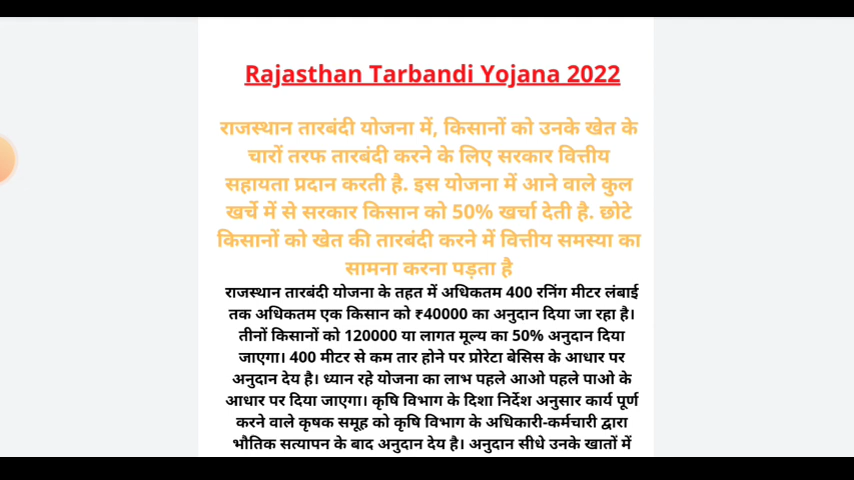 Rajasthan Tarbandi Yojana 2022
राजस्थान तारबंदी योजना में, किसानों को उनके खेत के
चारों तरफ तारबंदी करने के लिए सरकार वित्तीय
सहायता प्रदान करती है. इस योजना में आने वाले कुल
खर्चे में से सरकार किसान को 50% खर्चा देती है. छोटे
किसानों को खेत की तारबंदी करने में वित्तीय समस्या का
सामना करना पड़ता है
राजस्थान तारबंदी योजना के तहत में अधिकतम 400 रनिंग मीटर लंबाई
तक अधिकतम एक किसान को ₹40000 का अनुदान दिया जा रहा है।
तीनों किसानों को 120000 या लागत मूल्य का 50% अनुदान दिया
जाएगा। 400 मीटर से कम तार होने पर प्रोरेटा बेसिस के आधार पर
अनुदान देय है। ध्यान रहे योजना का लाभ पहले आओ पहले पाओ के
आधार पर दिया जाएगा। कृषि विभाग के दिशा निर्देश अनुसार कार्य पूर्ण
करने वाले कृषक समूह को कृषि विभाग के अधिकारी-कर्मचारी द्वारा
भौतिक सत्यापन के बाद अनुदान देय है। अनुदान सीधे उनके खातों में